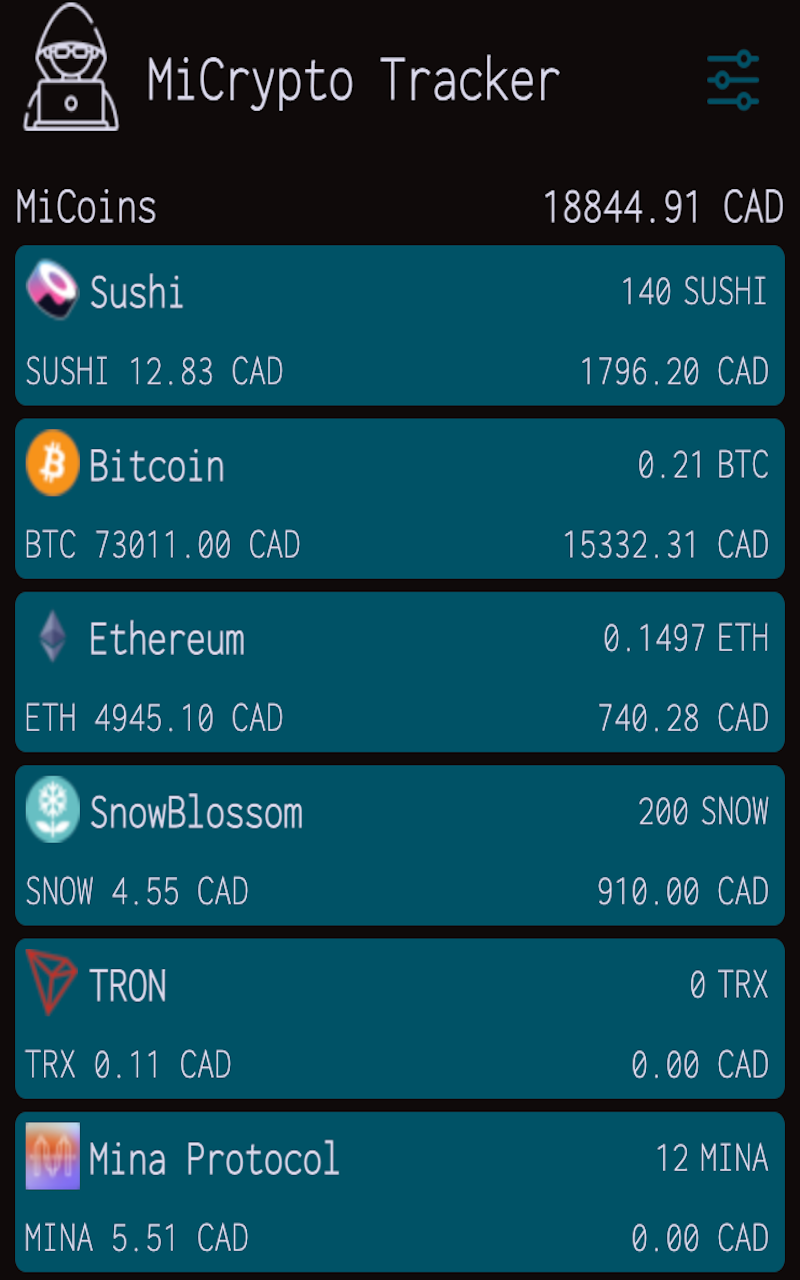 MiCrypto Tracker
MiCoins 18844.91 CAD
Sushi 140 SUSHI
SUSHI 12.83 CAD 1796.20 CAD
Bitcoin 0.21 BTC
BTC 73011.00 CAD 15332.31 CAD
Ethereum 0.1497 ETH
ETH 4945.10 CAD 740.28 CAD
SnowBlossom 200 SNOW
SNOW 4.55 CAD 910.00 CAD
TRON 0 TRX
TRX 0.11 CAD 0.00 CAD
Mina Protocol 12 MINA
MINA 5.51 CAD 0.00 CAD